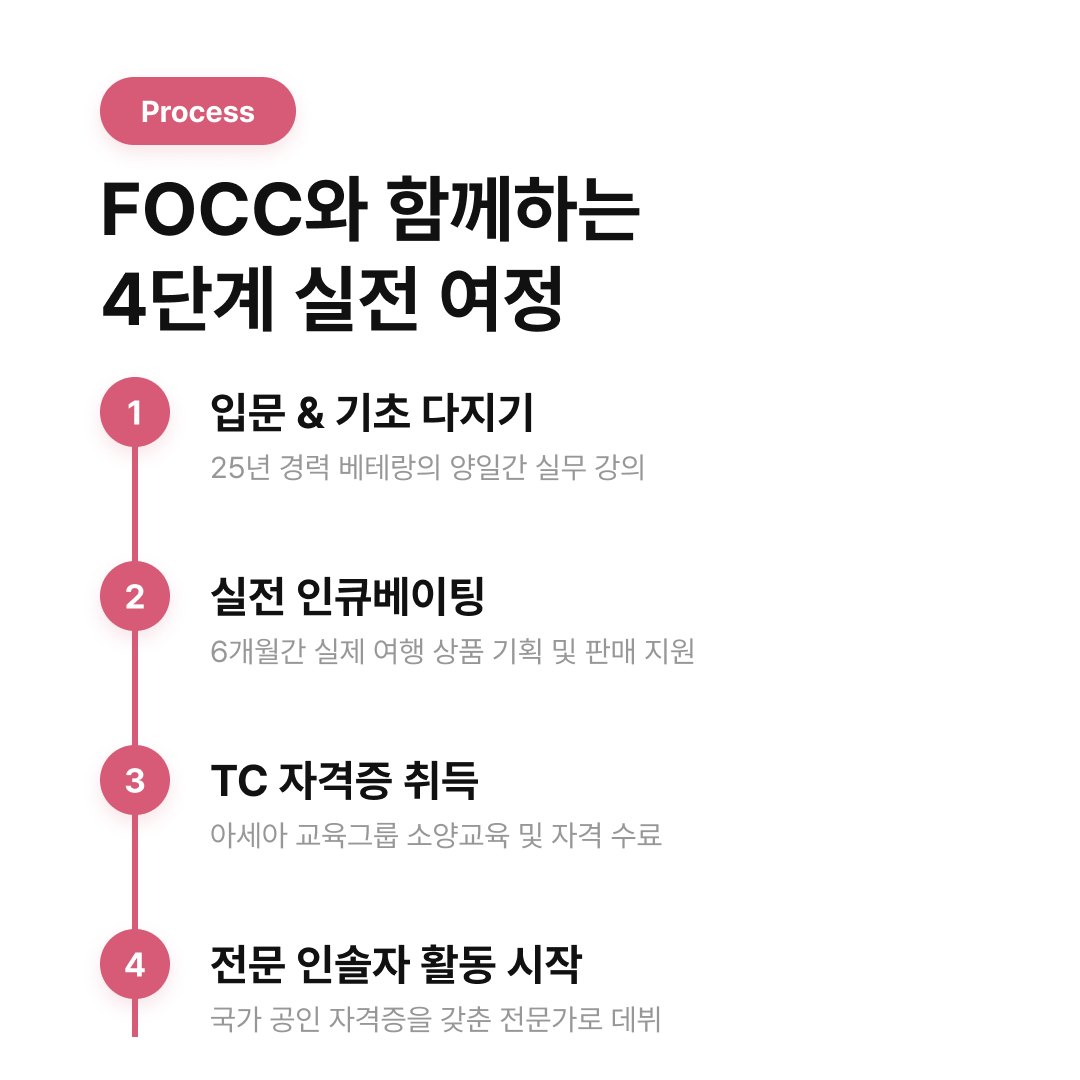 Process
FOCC와 함께하는
4단계 실전 여정
1
입문 & 기초 다지기
25년 경력 베테랑의 양일간 실무 강의
2
실전 인큐베이팅
6개월간 실제 여행 상품 기획 및 판매 지원
3
TC 자격증 취득
아세아 교육그룹 소양교육 및 자격 수료
4
전문 인솔자 활동 시작
국가 공인 자격증을 갖춘 전문가로 데뷔